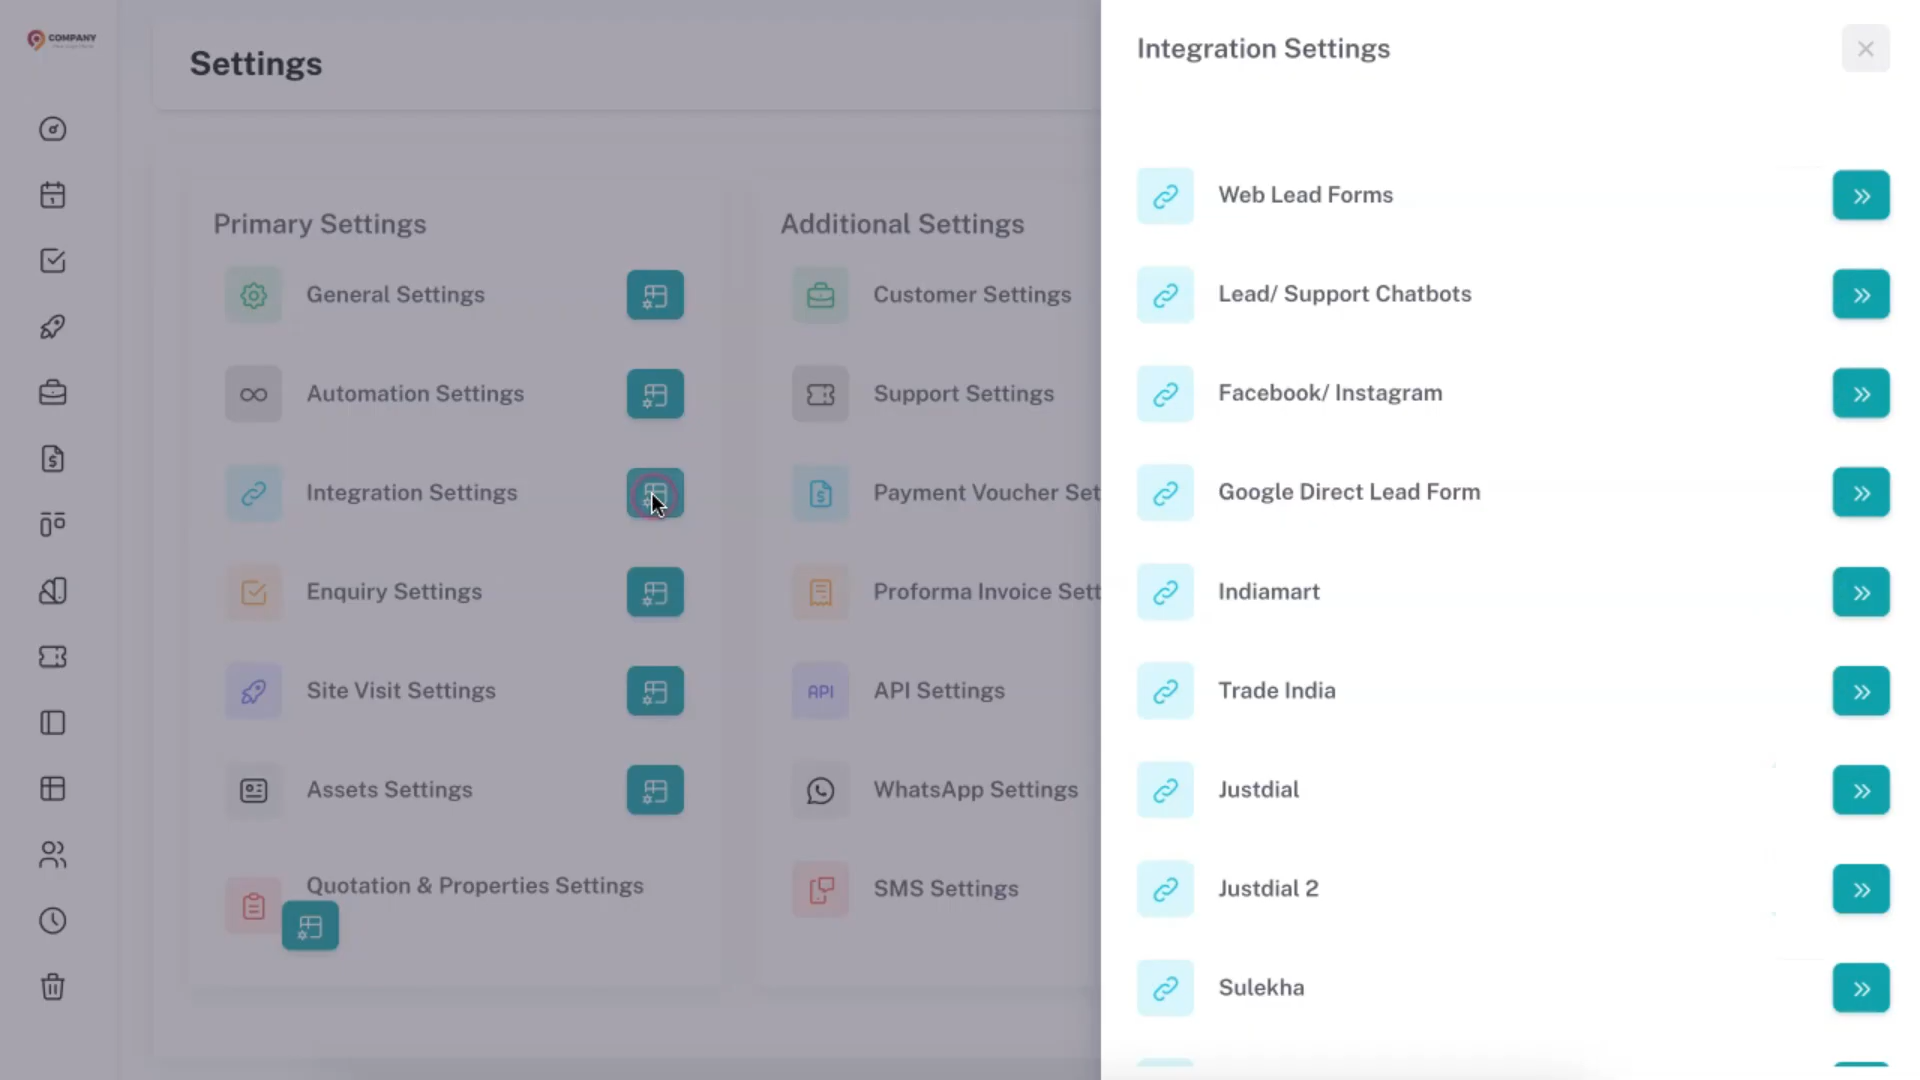 COMPANY
Settings
Primary Settings
General Settings
Automation Settings
Integration Settings
Enquiry Settings
Site Visit Settings
Assets Settings
Quotation & Properties Settings
Additional Settings
Customer Settings
Support Settings
Payment Voucher Set
Proforma Invoice Sett
API
API Settings
WhatsApp Settings
SMS Settings
Integration Settings
Web Lead Forms
Lead/ Support Chatbots
Facebook/ Instagram
Google Direct Lead Form
Indiamart
Trade India
Justdial
Justdial 2
Sulekha